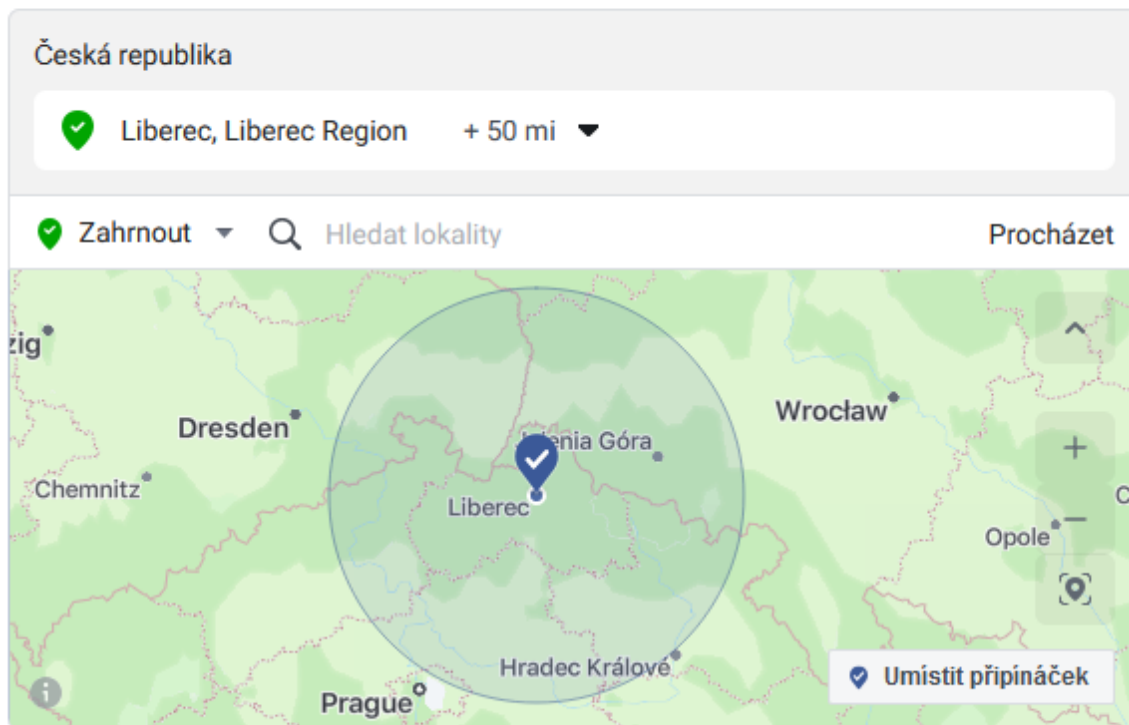 Česká republika
Liberec, Liberec Region + 50 mi
Zahrnout Hledat lokality Procházet
zig
Dresden
Wrocław
enia Góra
Chemnitz
Liberec
Opole
Hradec Králové
Umístit připínáček
Prague